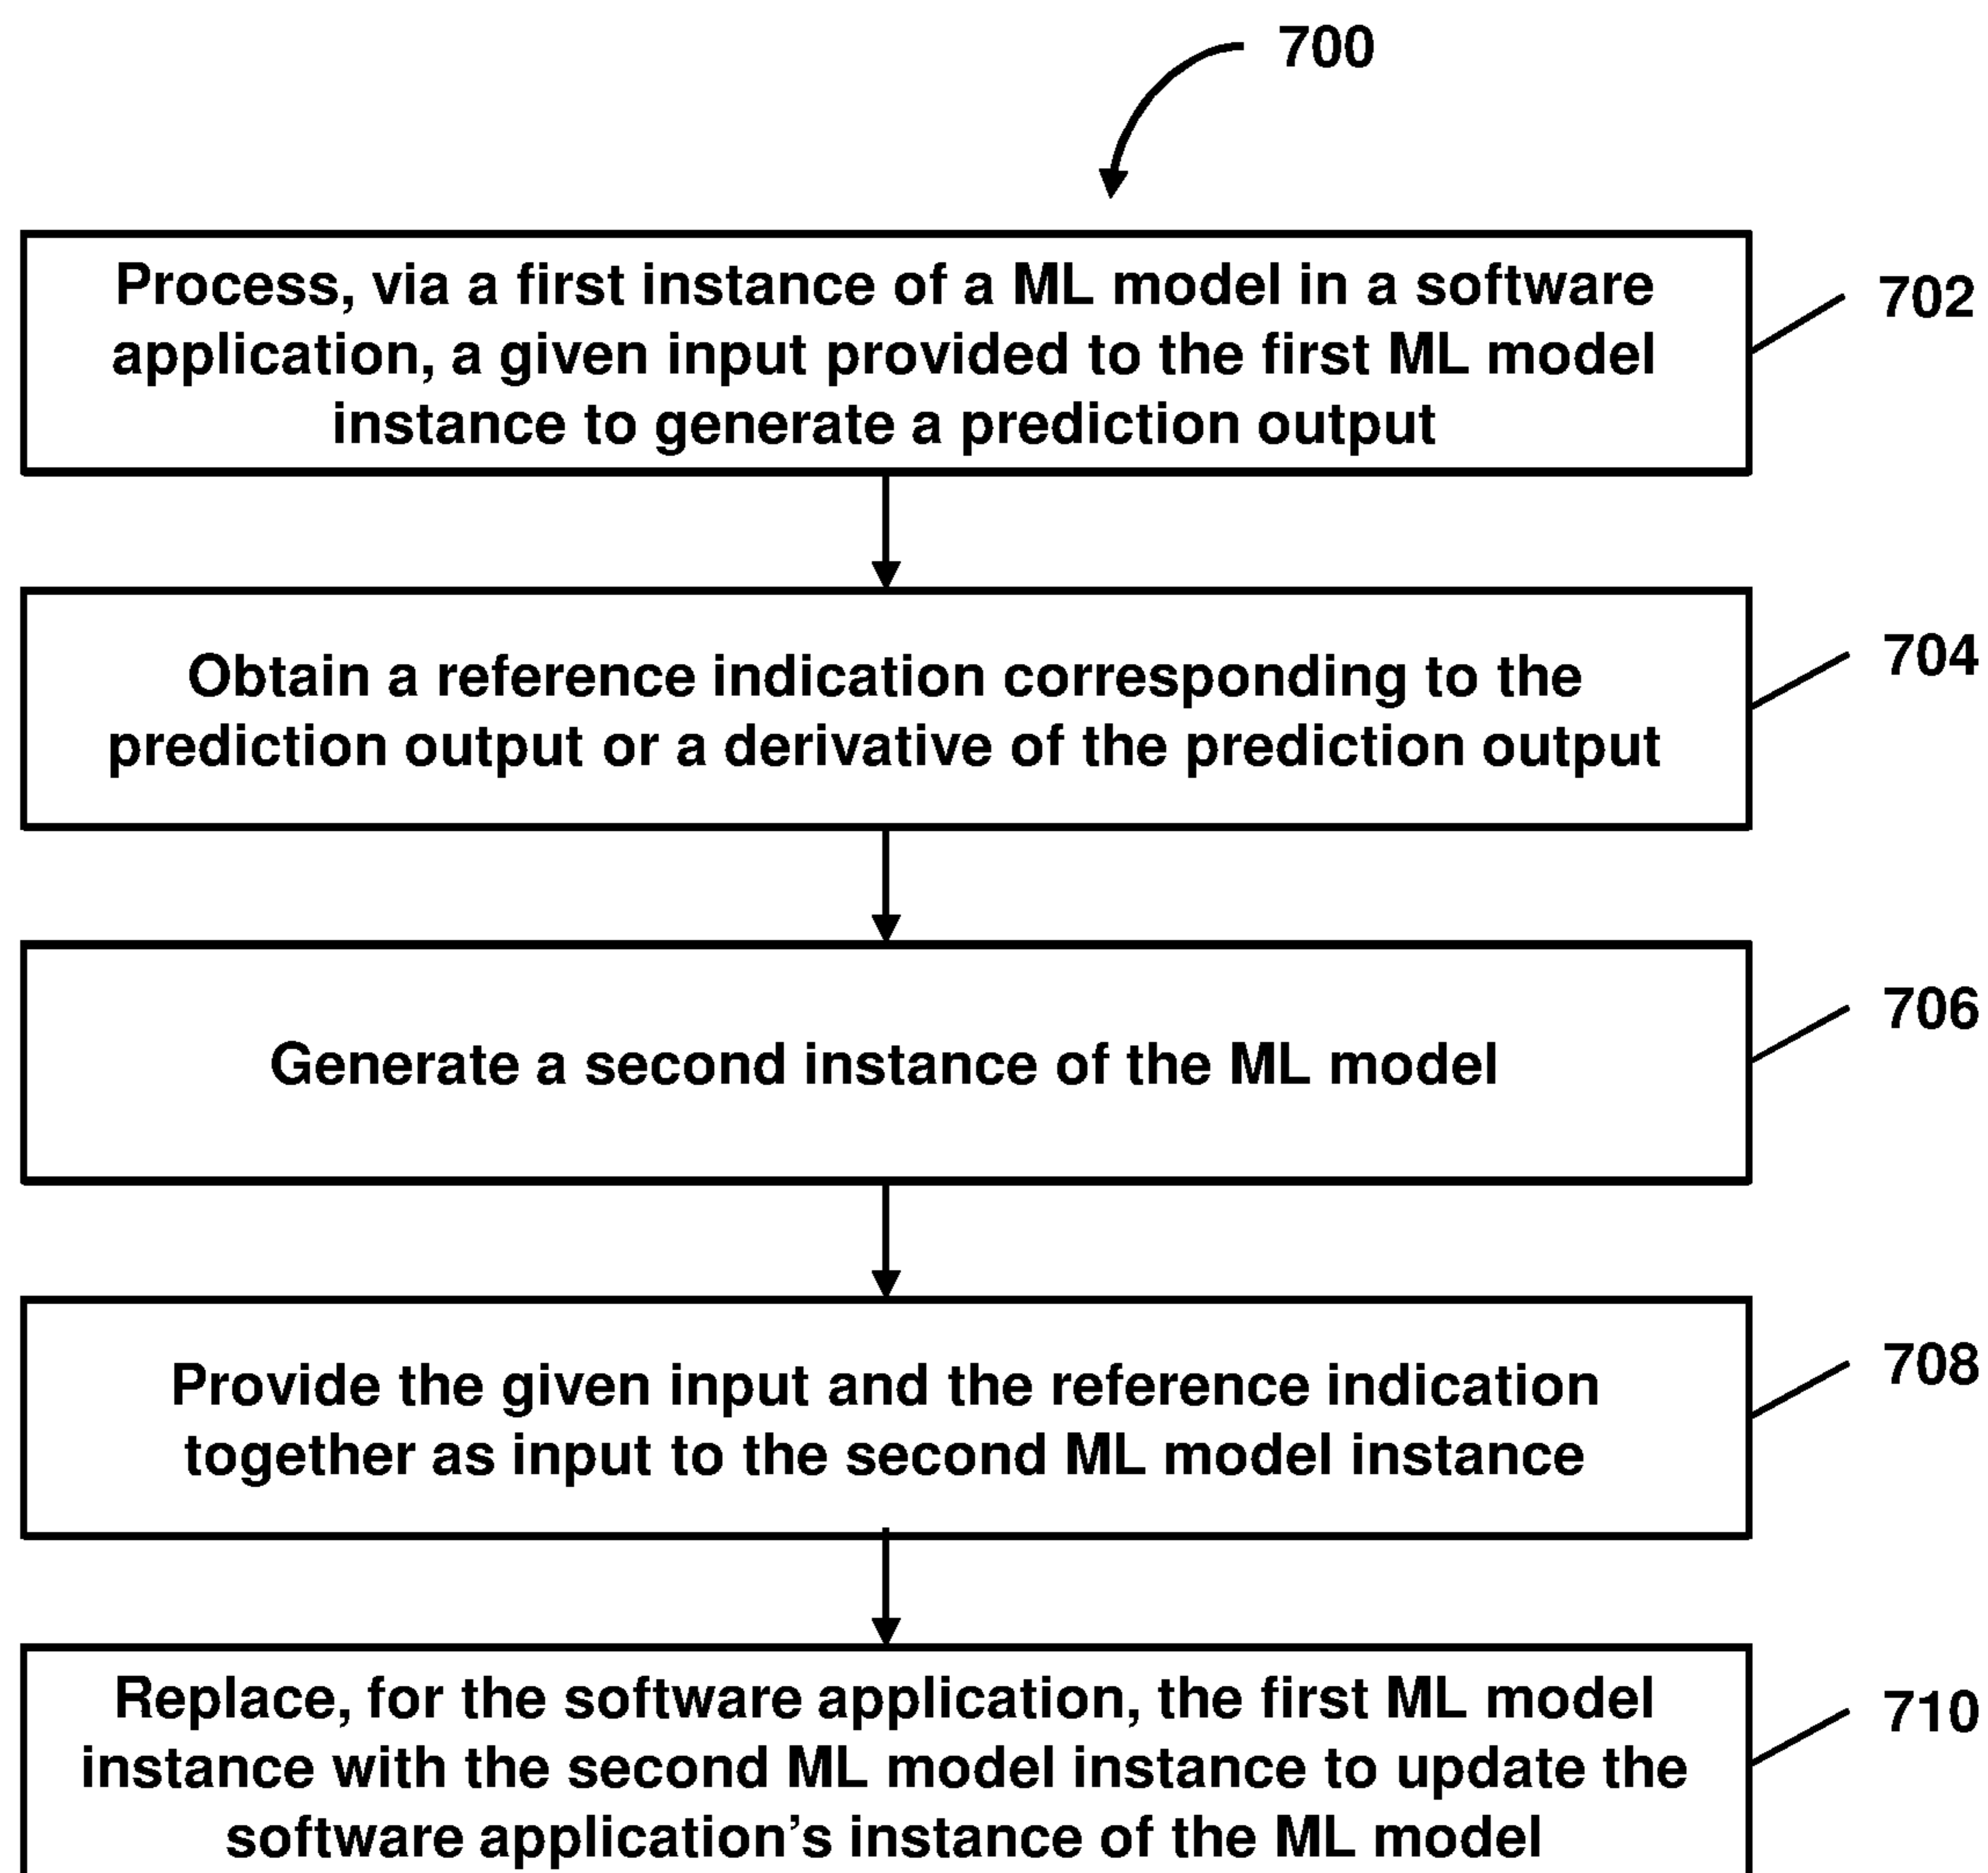 700
Process, via a first instance of a ML model in a software
application, a given input provided to the first ML model
instance to generate a prediction output
702
Obtain a reference indication corresponding to the
prediction output or a derivative of the prediction output
704
Generate a second instance of the ML model
706
Provide the given input and the reference indication
together as input to the second ML model instance
708
Replace, for the software application, the first ML model
instance with the second ML model instance to update the
software application’s instance of the ML model
710